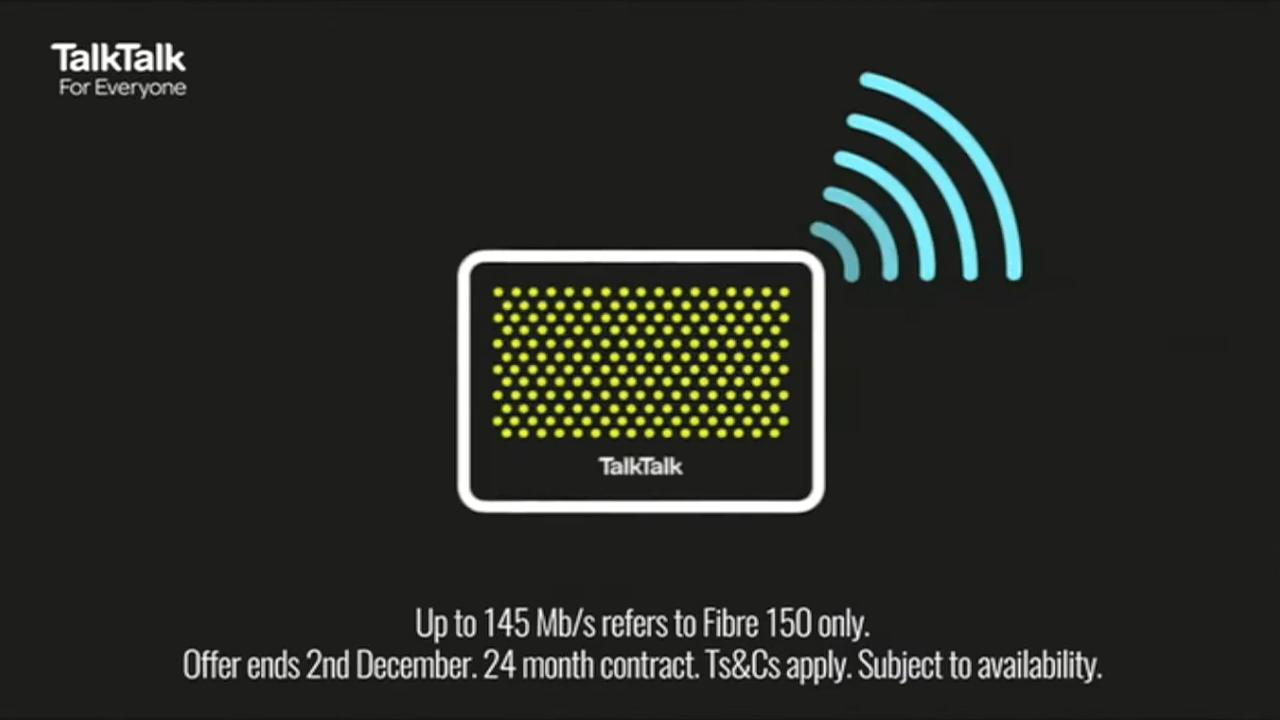 TalkTalk
For Everyone
TalkTalk
Up to 145 Mb/s refers to Fibre 150 only.
Offer ends 2nd December. 24 month contract. Ts&Cs apply. Subject to availability.